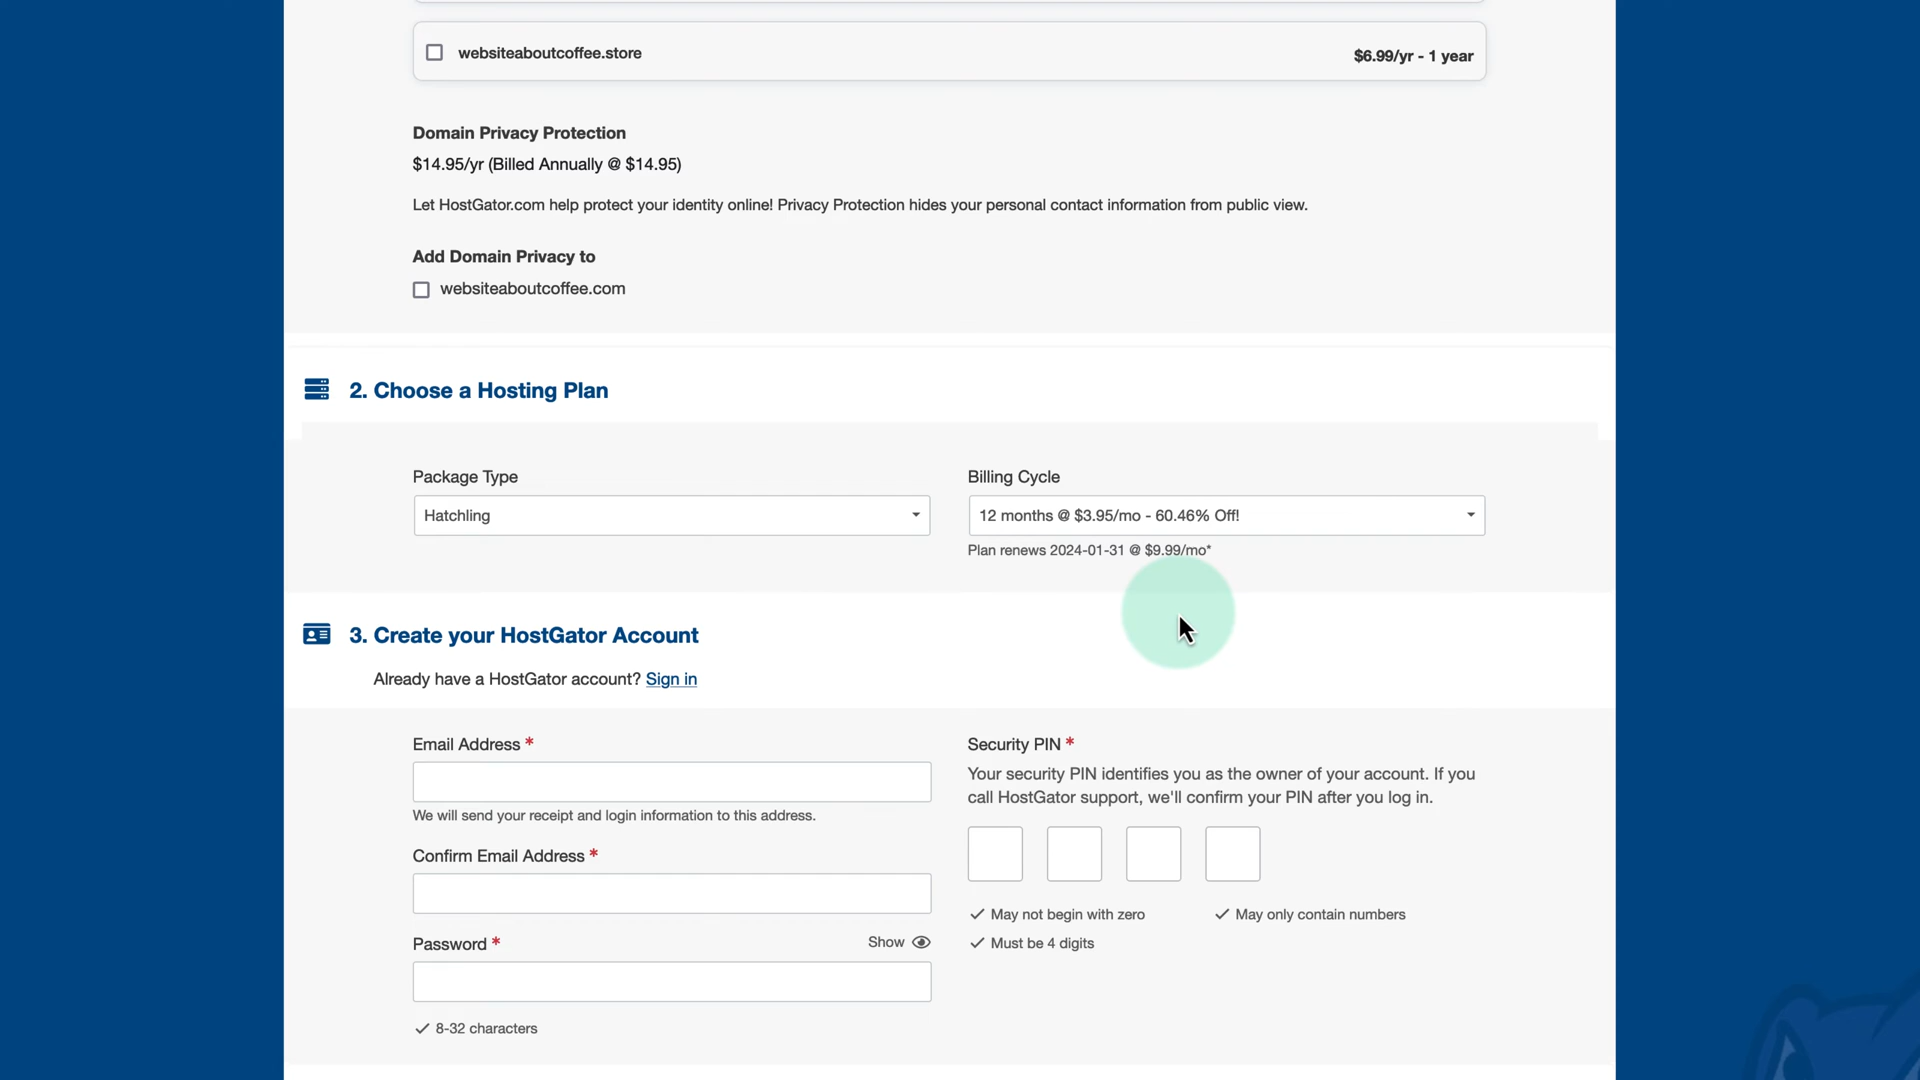 websiteaboutcoffee.store
$6.99/yr - 1 year
Domain Privacy Protection
$14.95/yr (Billed Annually @ $14.95)
Let HostGator.com help protect your identity online! Privacy Protection hides your personal contact information from public view.
Add Domain Privacy to
websiteaboutcoffee.com
2. Choose a Hosting Plan
Package Type
Hatchling
Billing Cycle
12 months @ $3.95/mo - 60.46% Off!
Plan renews 2024-01-31 @ $9.99/mo*
3. Create your HostGator Account
Already have a HostGator account? Sign in
Email Address *
We will send your receipt and login information to this address.
Confirm Email Address *
Password *
Show
8-32 characters
Security PIN *
Your security PIN identifies you as the owner of your account. If you
call HostGator support, we'll confirm your PIN after you log in.
May not begin with zero
May only contain numbers
Must be 4 digits